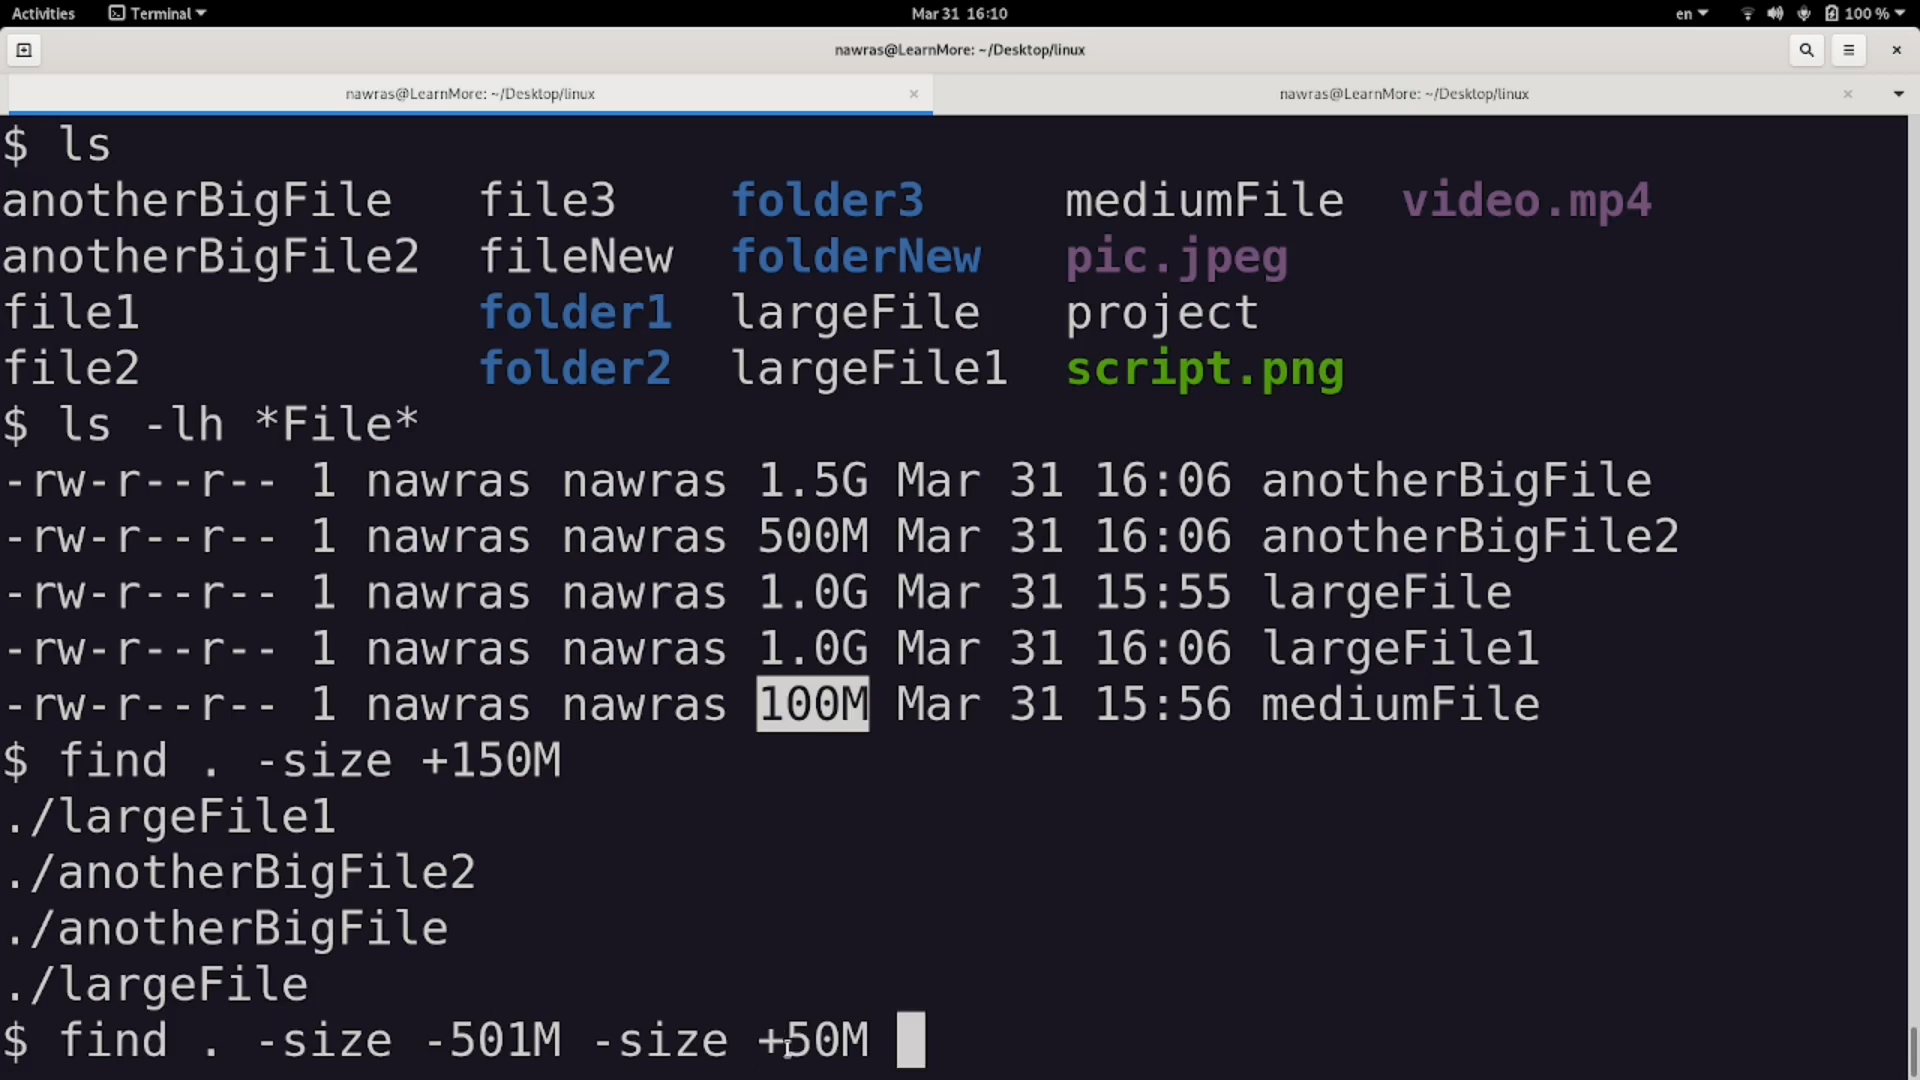 Activities Terminal Mar 31 16:10 en 100 %
nawras@LearnMore: ~/Desktop/linux
nawras@LearnMore: ~/Desktop/linux nawras@LearnMore: ~/Desktop/linux
$ ls
anotherBigFile file3 folder3 mediumFile video.mp4
anotherBigFile2 fileNew folderNew pic.jpeg
file1 folder1 largeFile project
file2 folder2 largeFile1 script.png
$ ls -lh *File*
-rw-r--r-- 1 nawras nawras 1.5G Mar 31 16:06 anotherBigFile
-rw-r--r-- 1 nawras nawras 500M Mar 31 16:06 anotherBigFile2
-rw-r--r-- 1 nawras nawras 1.0G Mar 31 15:55 largeFile
-rw-r--r-- 1 nawras nawras 1.0G Mar 31 16:06 largeFile1
-rw-r--r-- 1 nawras nawras 100M Mar 31 15:56 mediumFile
$ find . -size +150M
./largeFile1
./anotherBigFile2
./anotherBigFile
./largeFile
$ find . -size -501M -size +50M